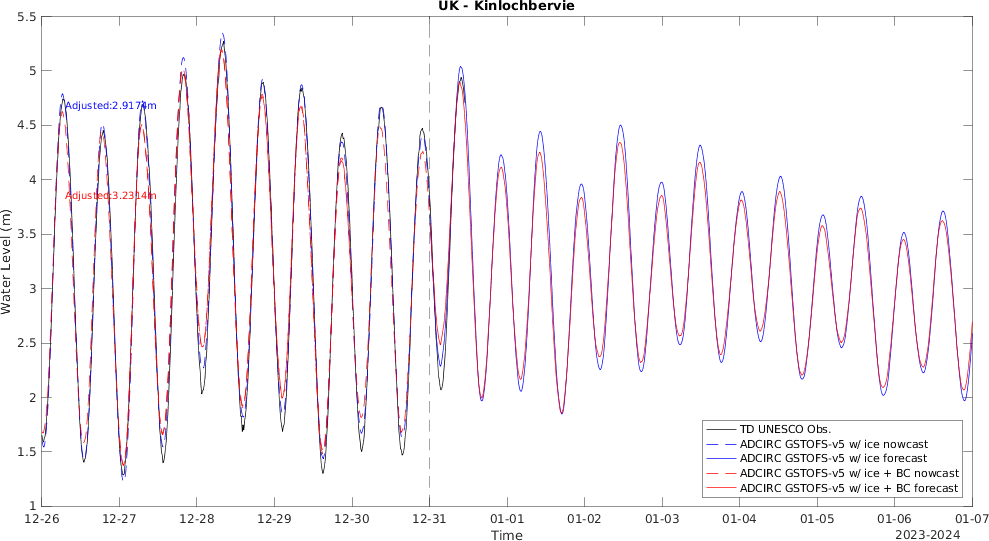 UK - Kinlochbervie
5.5
5
4.5
4
3.5
3
2.5
2
1.5
1
Water Level (m)
Adjusted:2.9174m
Adjusted:3.2314m
TD UNESCO Obs.
ADCIRC GSTOFS-v5 w/ ice nowcast
ADCIRC GSTOFS-v5 w/ ice forecast
ADCIRC GSTOFS-v5 w/ ice + BC nowcast
ADCIRC GSTOFS-v5 w/ ice + BC forecast
12-26 12-27 12-28 12-29 12-30 12-31 01-01 01-02 01-03 01-04 01-05 01-06 01-07
Time
2023-2024